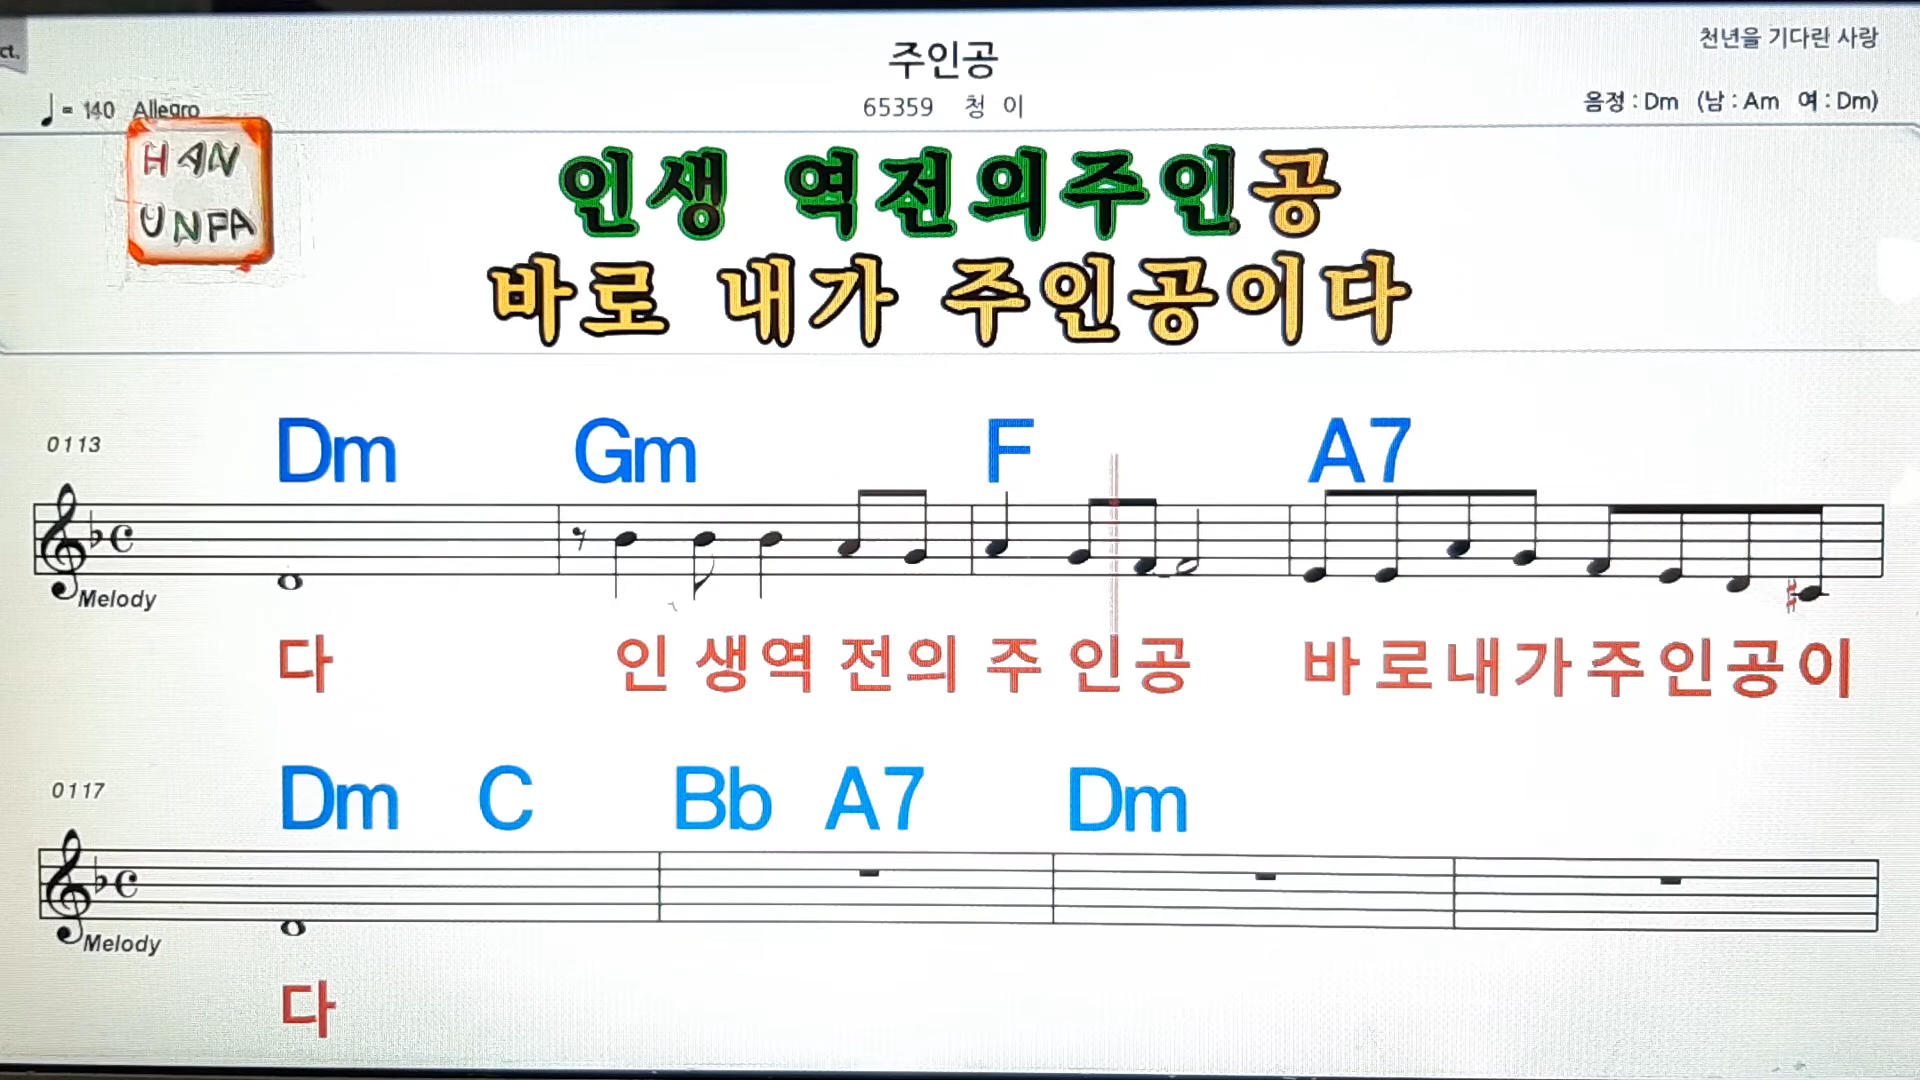 ct.
주인공
천년을 기다린 사랑
♩ = 140 Allegro
65359 청 이
음정 : Dm (남 : Am 여 : Dm)
HAN
UNFA
인생 역전의주인공
바로 내가 주인공이다
0113
Dm Gm F A7
Melody
다 인 생역 전의 주 인공 바로내가주인공이
0117
Dm C Bb A7 Dm
Melody
다